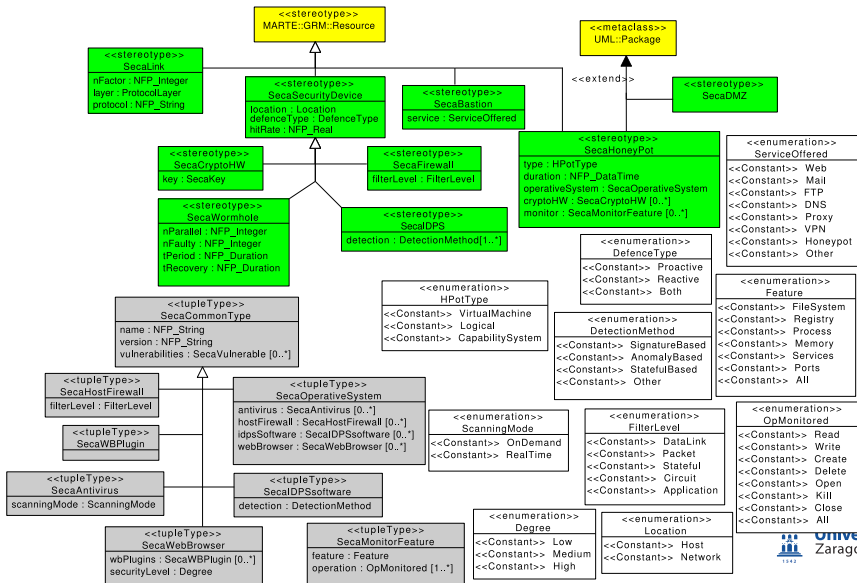 <<stereotype>>
MARTE::GRM::Resource
<<metaclass>>
UML::Package
<<extend>>
<<stereotype>>
SecaLink
nFactor : NFP_Integer
layer : ProtocolLayer
protocol : NFP_String
<<stereotype>>
SecaSecurityDevice
location : Location
defenceType : DefenceType
hitRate : NFP_Real
<<stereotype>>
SecaBastion
service : ServiceOffered
<<stereotype>>
SecaDMZ
<<stereotype>>
SecaCryptoHW
key : SecaKey
<<stereotype>>
SecaFirewall
filterLevel : FilterLevel
<<stereotype>>
SecaHoneyPot
type : HPotType
duration : NFP_DataTime
operativeSystem : SecaOperativeSystem
cryptoHW : SecaCryptoHW [0..*]
monitor : SecaMonitorFeature [0..*]
<<enumeration>>
ServiceOffered
<<Constant>> Web
<<Constant>> Mail
<<Constant>> FTP
<<Constant>> DNS
<<Constant>> Proxy
<<Constant>> VPN
<<Constant>> Honeypot
<<Constant>> Other
<<stereotype>>
SecaWormhole
nParallel : NFP_Integer
nFaulty : NFP_Integer
tPeriod : NFP_Duration
tRecovery : NFP_Duration
<<stereotype>>
SecaIDPS
detection : DetectionMethod[1..*]
<<enumeration>>
DefenceType
<<Constant>> Proactive
<<Constant>> Reactive
<<Constant>> Both
<<enumeration>>
HPotType
<<Constant>> VirtualMachine
<<Constant>> Logical
<<Constant>> CapabilitySystem
<<enumeration>>
Feature
<<Constant>> FileSystem
<<Constant>> Registry
<<Constant>> Process
<<Constant>> Memory
<<Constant>> Services
<<Constant>> Ports
<<Constant>> All
<<tupleType>>
SecaCommonType
name : NFP_String
version : NFP_String
vulnerabilities : SecaVulnerable [0..*]
<<enumeration>>
DetectionMethod
<<Constant>> SignatureBased
<<Constant>> AnomalyBased
<<Constant>> StatefulBased
<<Constant>> Other
<<tupleType>>
SecaHostFirewall
filterLevel : FilterLevel
<<tupleType>>
SecaOperativeSystem
antivirus : SecaAntivirus [0..*]
hostFirewall : SecaHostFirewall [0..*]
idpsSoftware : SecaIDPSsoftware [0..*]
webBrowser : SecaWebBrowser [0..*]
<<tupleType>>
SecaWBPlugin
<<enumeration>>
ScanningMode
<<Constant>> OnDemand
<<Constant>> RealTime
<<enumeration>>
FilterLevel
<<Constant>> DataLink
<<Constant>> Packet
<<Constant>> Stateful
<<Constant>> Circuit
<<Constant>> Application
<<enumeration>>
OpMonitored
<<Constant>> Read
<<Constant>> Write
<<Constant>> Create
<<Constant>> Delete
<<Constant>> Open
<<Constant>> Kill
<<Constant>> Close
<<Constant>> All
<<tupleType>>
SecaAntivirus
scanningMode : ScanningMode
<<tupleType>>
SecaIDPSsoftware
detection : DetectionMethod
<<tupleType>>
SecaWebBrowser
wbPlugins : SecaWBPlugin [0..*]
securityLevel : Degree
<<tupleType>>
SecaMonitorFeature
feature : Feature
operation : OpMonitored [1..*]
<<enumeration>>
Degree
<<Constant>> Low
<<Constant>> Medium
<<Constant>> High
<<enumeration>>
Location
<<Constant>> Host
<<Constant>> Network
Unive
Zarago
1542